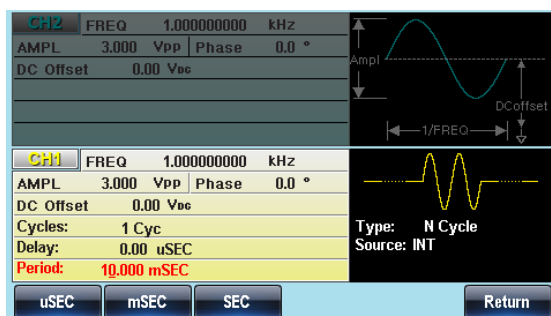 CH2 FREQ 1.000000000 kHz
AMPL 3.000 Vpp Phase 0.0 °
DC Offset 0.00 VDC
Ampl
DCoffset
1/FREQ
CH1 FREQ 1.000000000 kHz
AMPL 3.000 Vpp Phase 0.0 °
DC Offset 0.00 VDC
Cycles: 1 Cyc
Delay: 0.00 uSEC
Period: 10.000 mSEC
Type: N Cycle
Source: INT
uSEC mSEC SEC Return